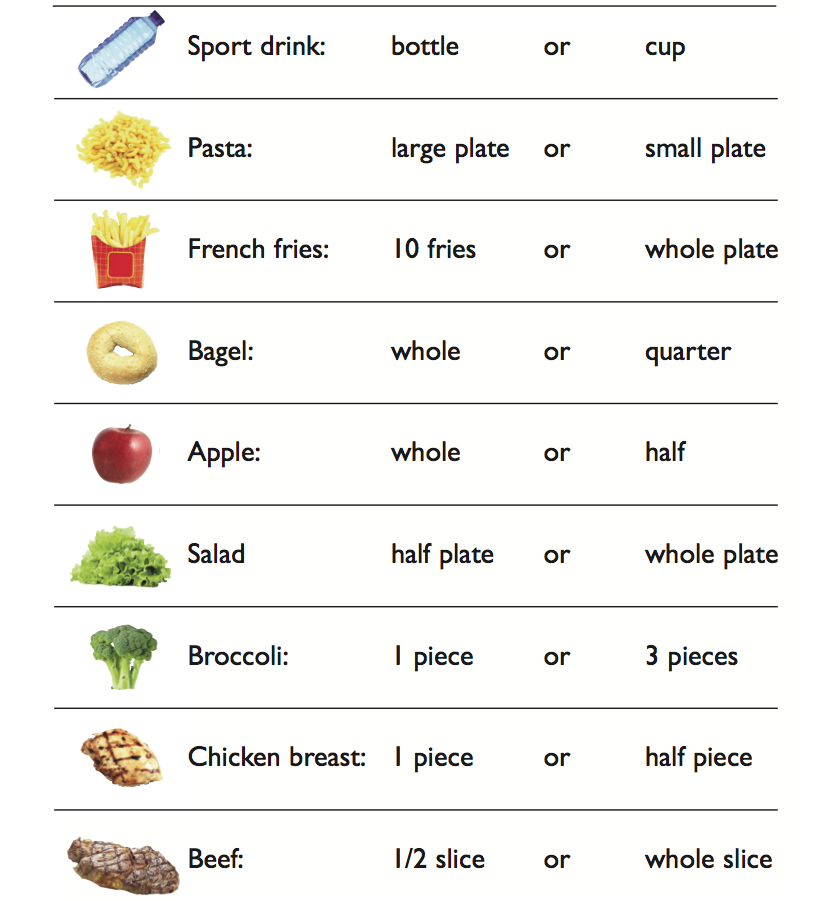 Sport drink: bottle or cup
Pasta: large plate or small plate
French fries: 10 fries or whole plate
Bagel: whole or quarter
Apple: whole or half
Salad half plate or whole plate
Broccoli: 1 piece or 3 pieces
Chicken breast: 1 piece or half piece
Beef: 1/2 slice or whole slice